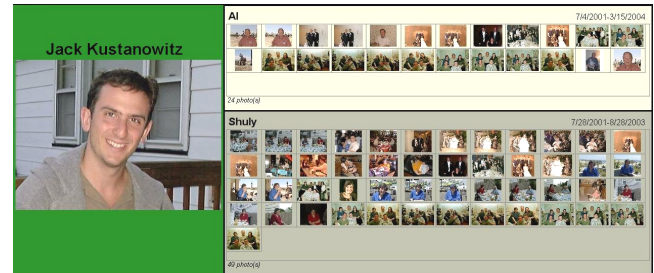 Jack Kustanowitz
Al
7/4/2001-3/15/2004
24 photo(s)
Shuly
7/28/2001-8/28/2003
49 photo(s)